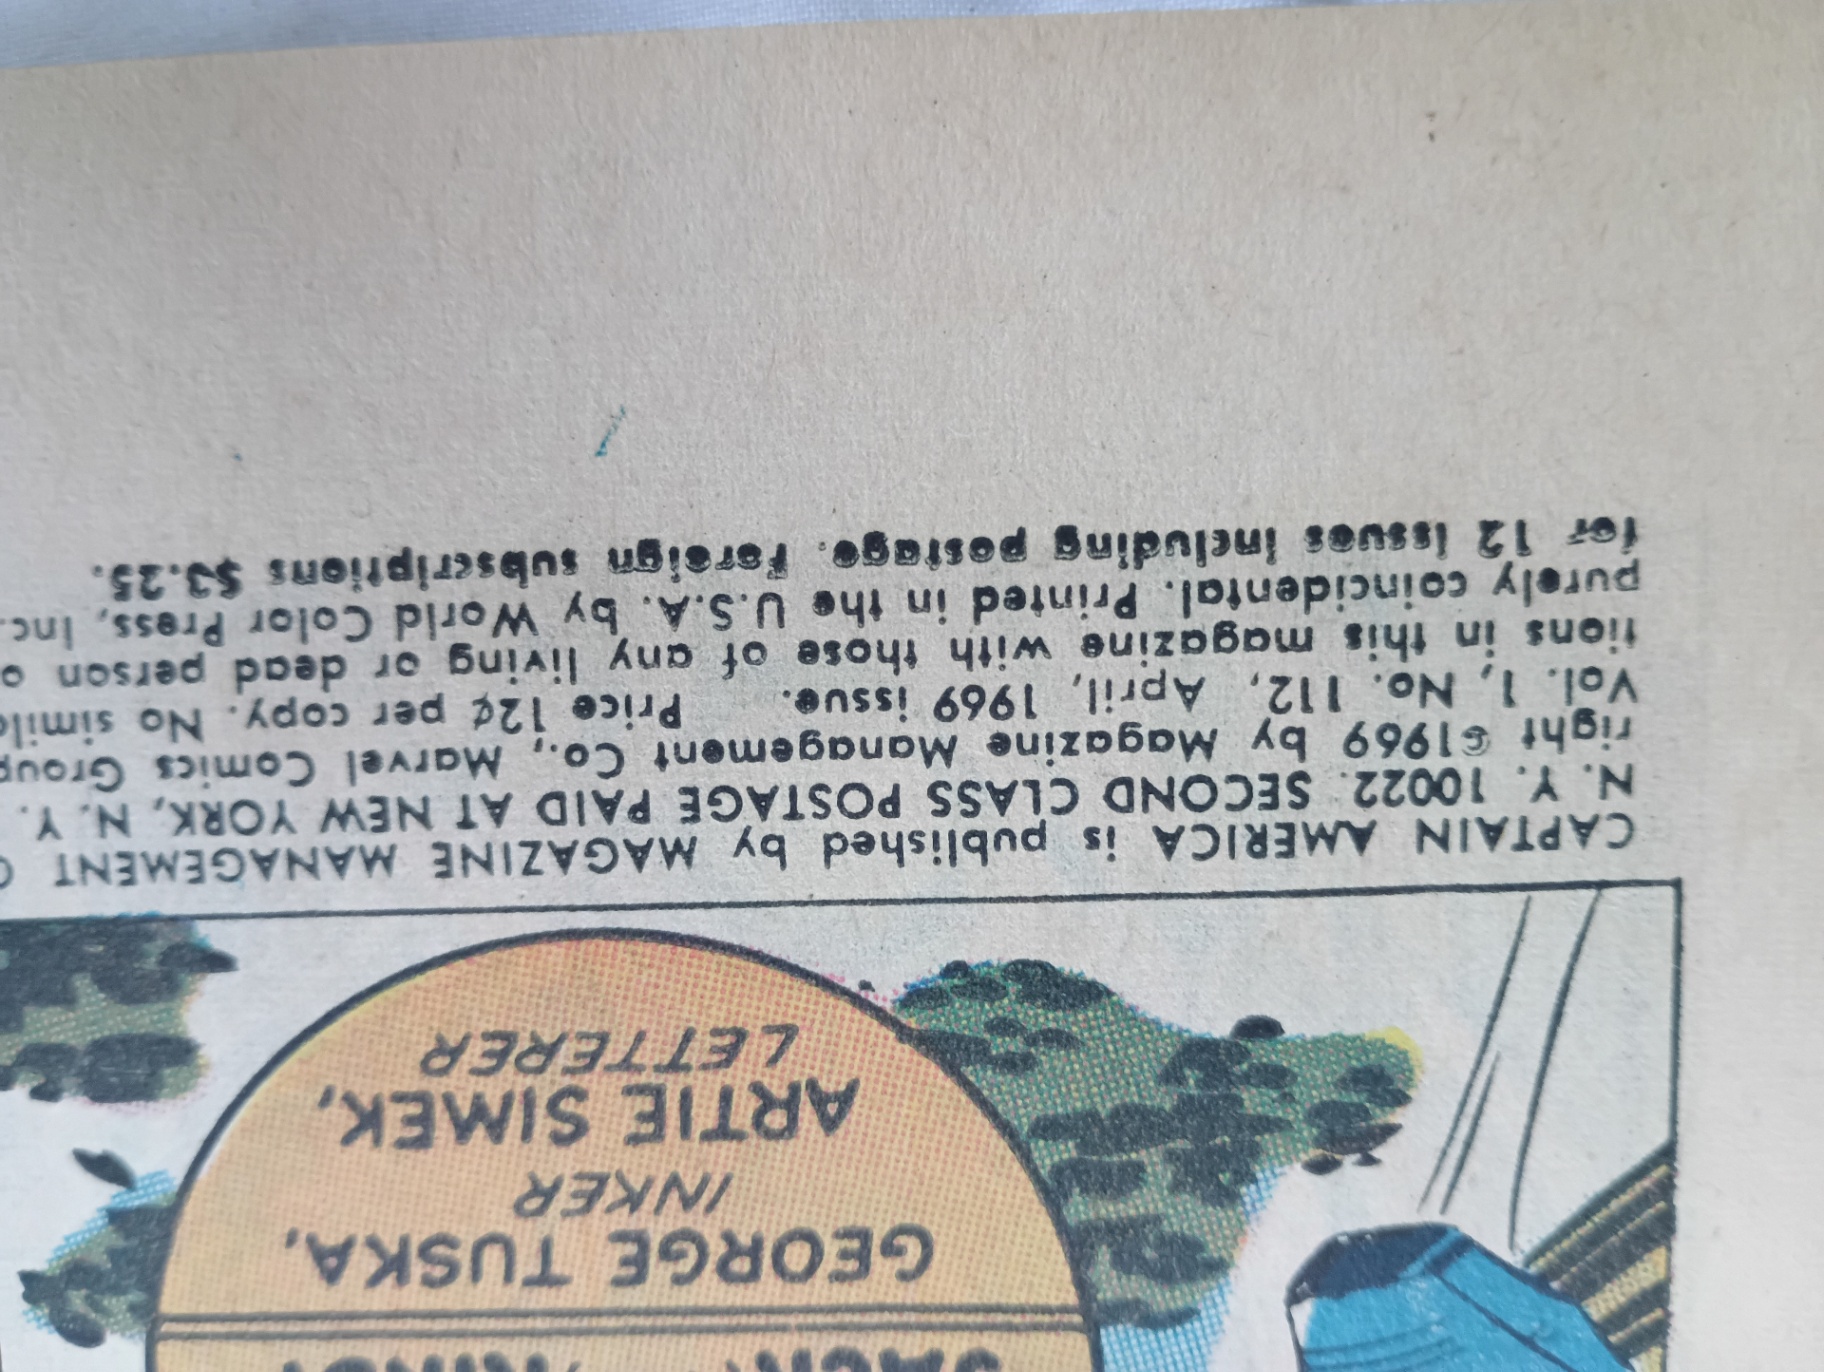 GEORGE TUSKA,
INKER
ARTIE SIMEK,
LETTERER
CAPTAIN AMERICA is published by MAGAZINE MANAGEMENT
N. Y. 10022. SECOND CLASS POSTAGE PAID AT NEW YORK, N. Y.
right ©1969 by Magazine Management Co., Marvel Comics Group
Vol. 1, No. 112, April, 1969 issue. Price 12¢ per copy. No
tions in this magazine with those of any living or dead person
purely coincidental. Printed in the U.S.A. by World Color Press, Inc.
for 12 issues including postage. Foreign subscriptions $3.25.